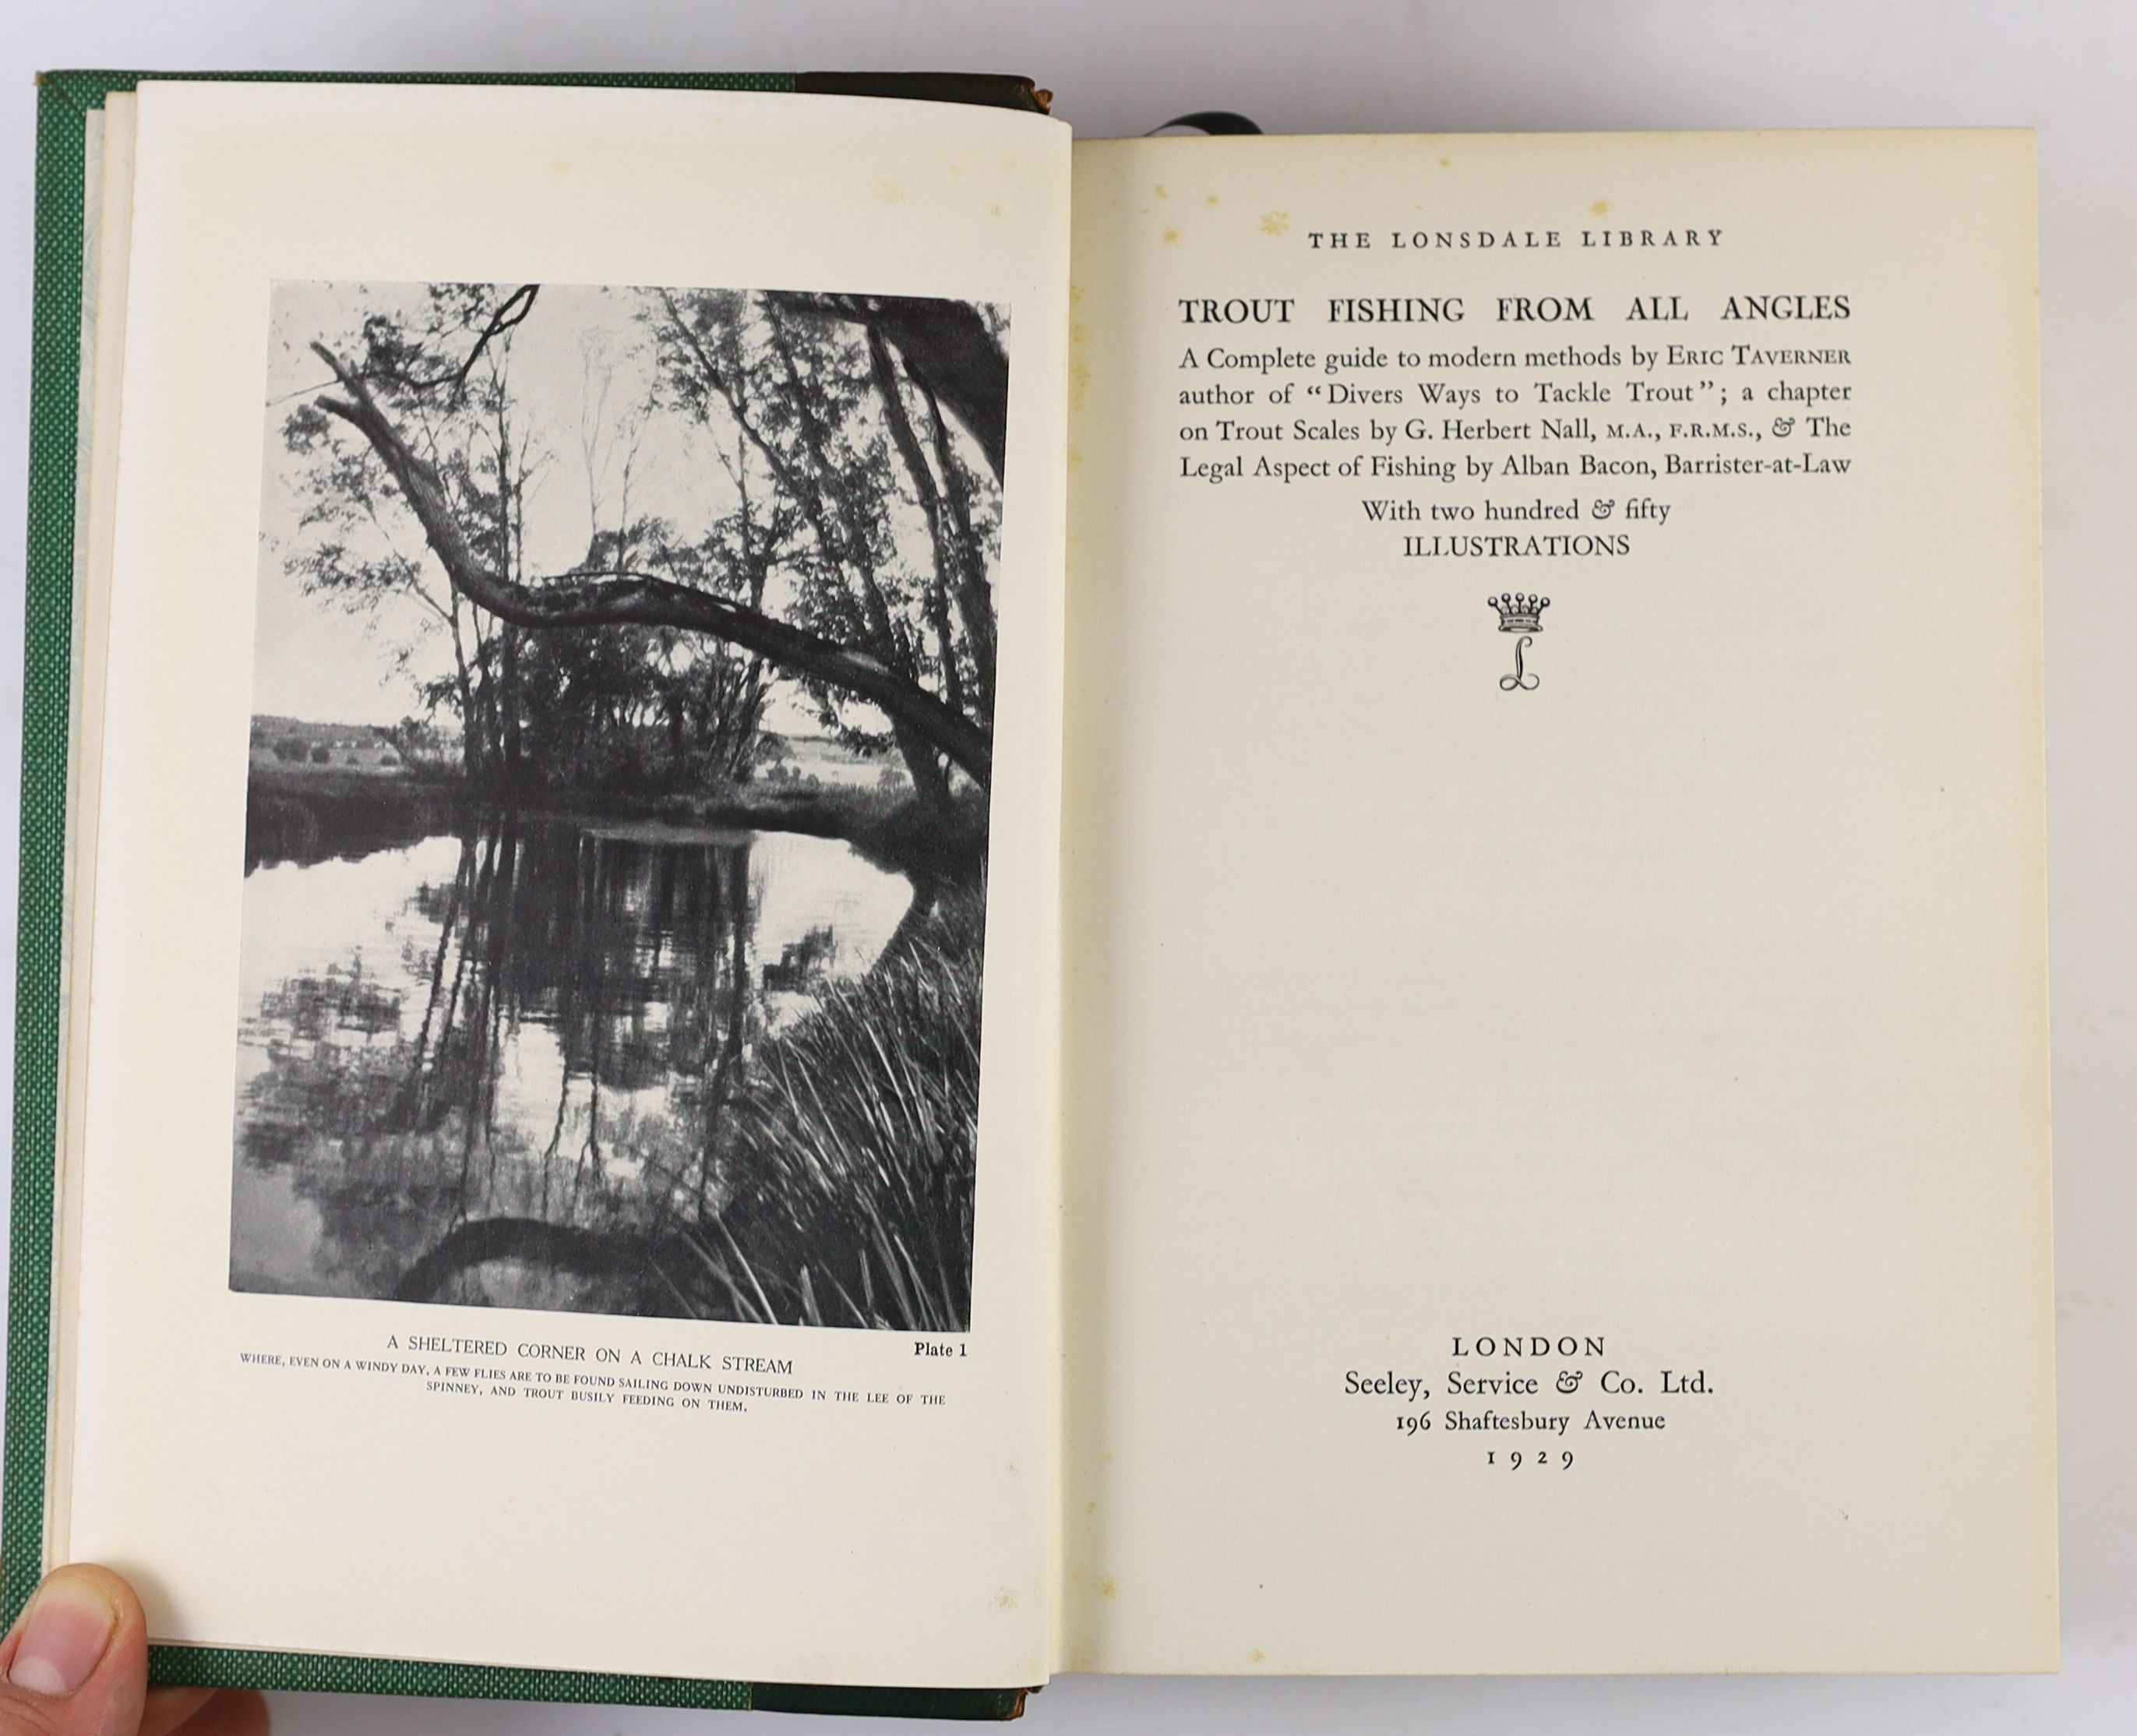 A SHELTERED CORNER ON A CHALK STREAM
Plate 1
WHERE, EVEN ON A WINDY DAY, A FEW FLIES ARE TO BE FOUND SAILING DOWN UNDISTURBED IN THE LEE OF THE
SPINNEY, AND TROUT BUSILY FEEDING ON THEM.
THE LONSDALE LIBRARY
TROUT FISHING FROM ALL ANGLES
A Complete guide to modern methods by ERIC TAVERNER
author of “Divers Ways to Tackle Trout”; a chapter
on Trout Scales by G. Herbert Nall, M.A., F.R.M.S., & The
Legal Aspect of Fishing by Alban Bacon, Barrister-at-Law
With two hundred & fifty
ILLUSTRATIONS
L
LONDON
Seeley, Service & Co. Ltd.
196 Shaftesbury Avenue
1929